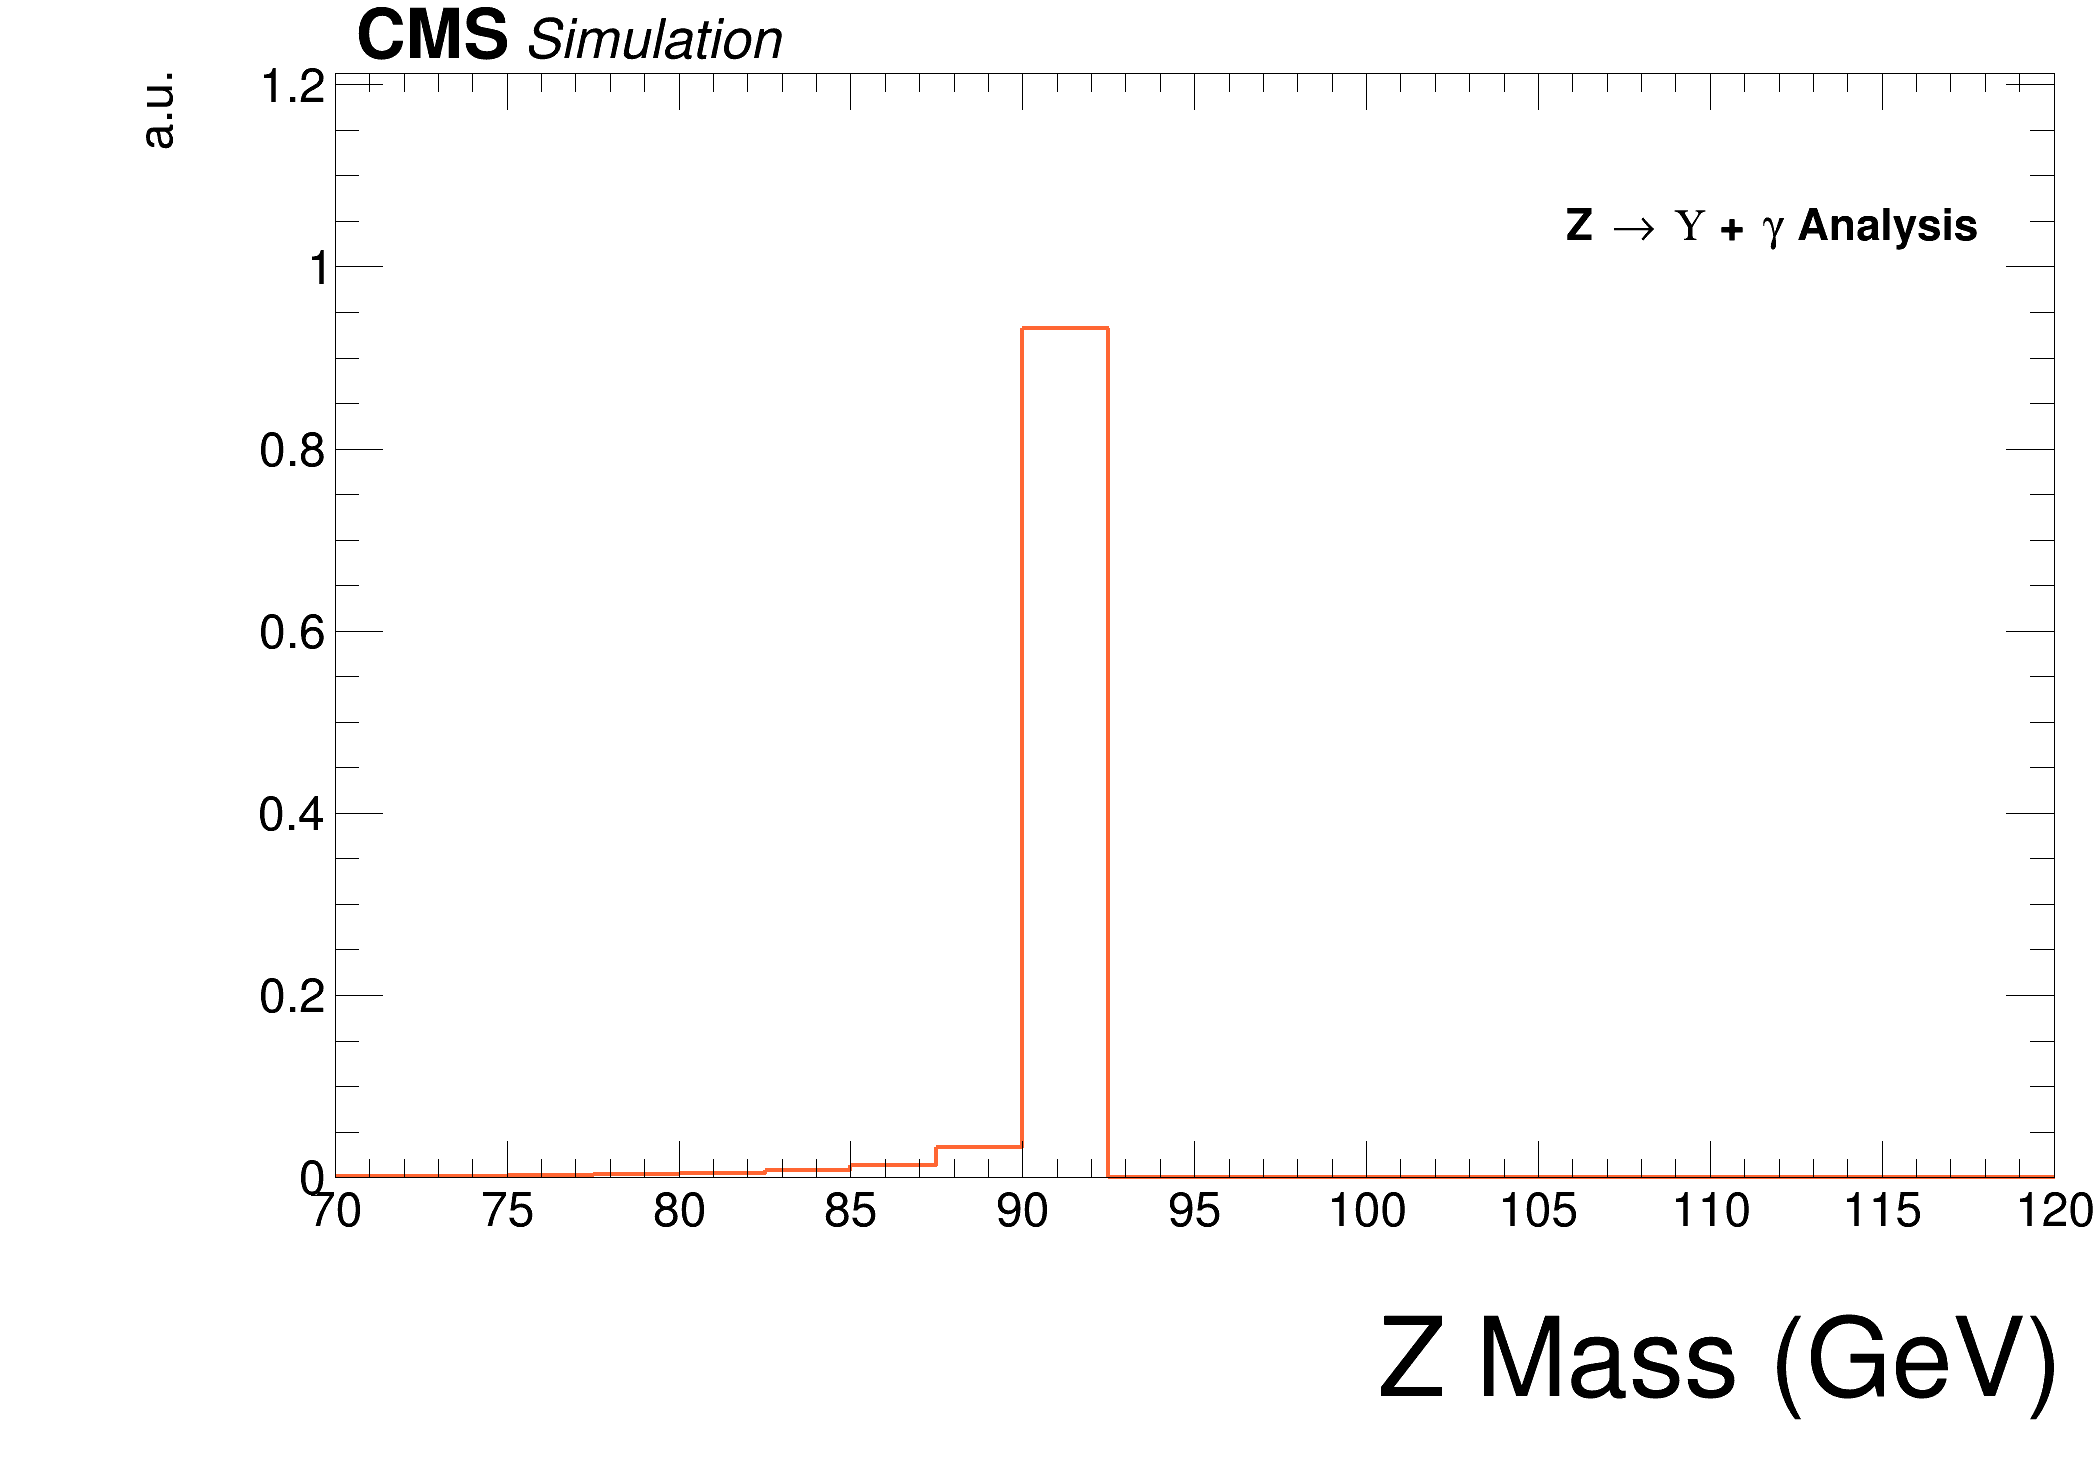 CMS Simulation
a.u.
Z → Υ + γ Analysis
1.2
1
0.8
0.6
0.4
0.2
0
70 75 80 85 90 95 100 105 110 115 120
Z Mass (GeV)